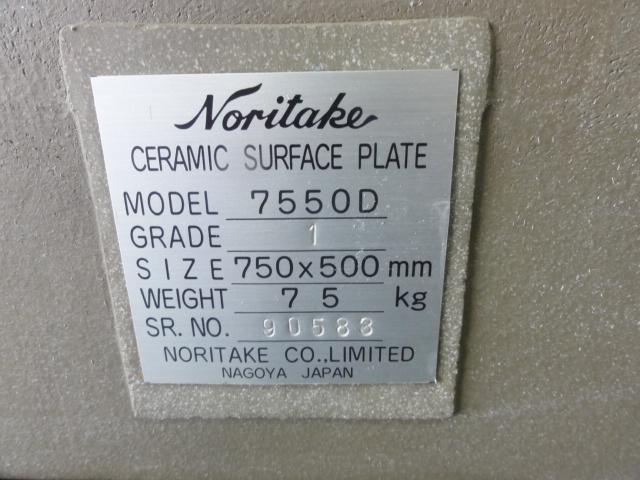 Noritake
CERAMIC SURFACE PLATE
MODEL 7550D
GRADE 1
SIZE 750x500 mm
WEIGHT 75 kg
SR. NO. 90588
NORITAKE CO.,LIMITED
NAGOYA JAPAN